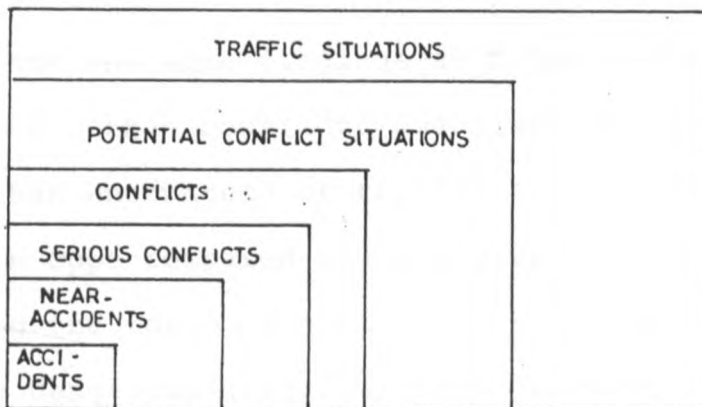 TRAFFIC SITUATIONS
POTENTIAL CONFLICT SITUATIONS
CONFLICTS
SERIOUS CONFLICTS
NEAR-
ACCIDENTS
ACCI-
DENTS